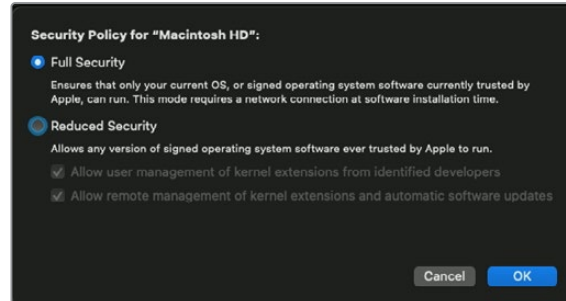 Security Policy for “Macintosh HD”:
Full Security
Ensures that only your current OS, or signed operating system software currently trusted by
Apple, can run. This mode requires a network connection at software installation time.
Reduced Security
Allows any version of signed operating system software ever trusted by Apple to run.
Allow user management of kernel extensions from identified developers
Allow remote management of kernel extensions and automatic software updates
Cancel OK